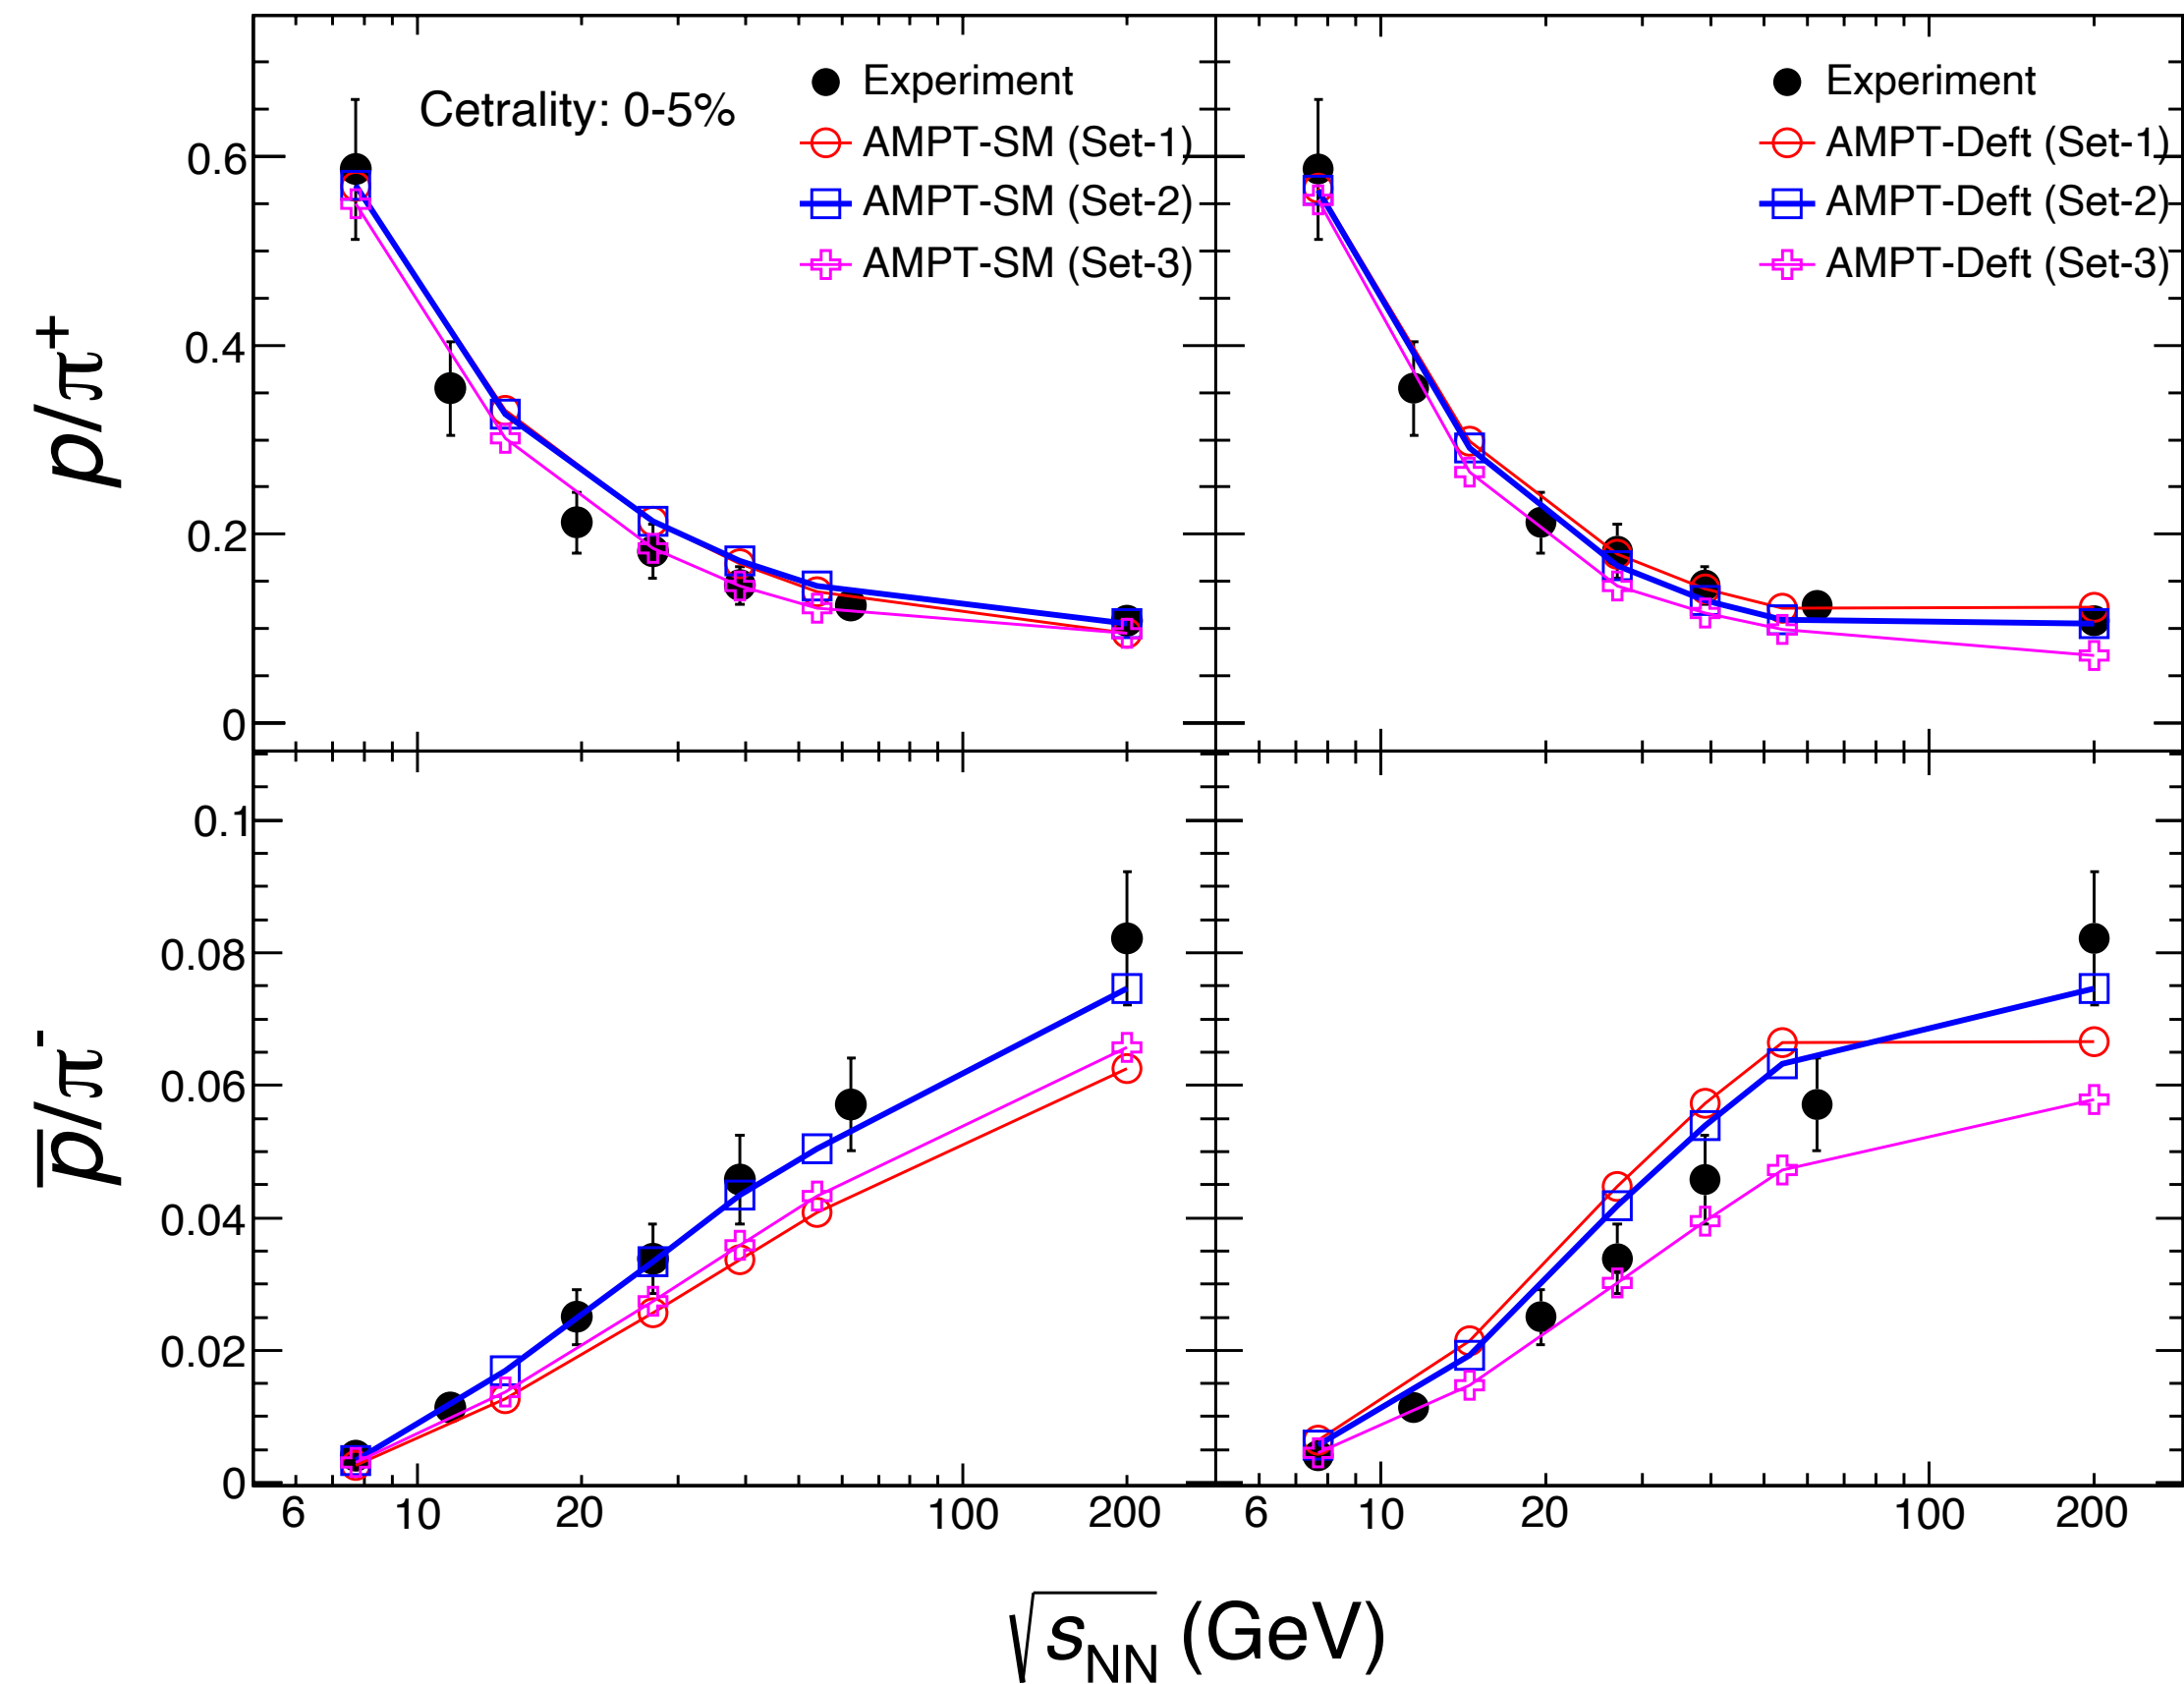 Cetrality: 0-5%
Experiment
AMPT-SM (Set-1)
AMPT-SM (Set-2)
AMPT-SM (Set-3)
Experiment
AMPT-Deft (Set-1)
AMPT-Deft (Set-2)
AMPT-Deft (Set-3)
p/π⁺
0.6
0.4
0.2
0
p̅/π⁻
0.1
0.08
0.06
0.04
0.02
0
6 10 20 100 200 6 10 20 100 200
√s_NN (GeV)